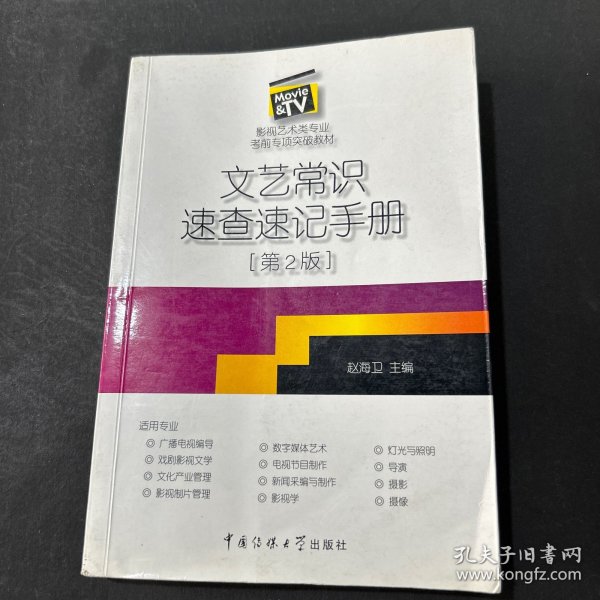 Movie
&TV
影视艺术类专业
考前专项突破教材
文艺常识
速查速记手册
[第2版]
赵海卫 主编
适用专业
◎ 广播电视编导
◎ 戏剧影视文学
◎ 文化产业管理
◎ 影视制片管理
◎ 数字媒体艺术
◎ 电视节目制作
◎ 新闻采编与制作
◎ 影视学
◎ 灯光与照明
◎ 导演
◎ 摄影
◎ 摄像
中国传媒大学出版社
孔夫子旧书网
www.kongfz.com